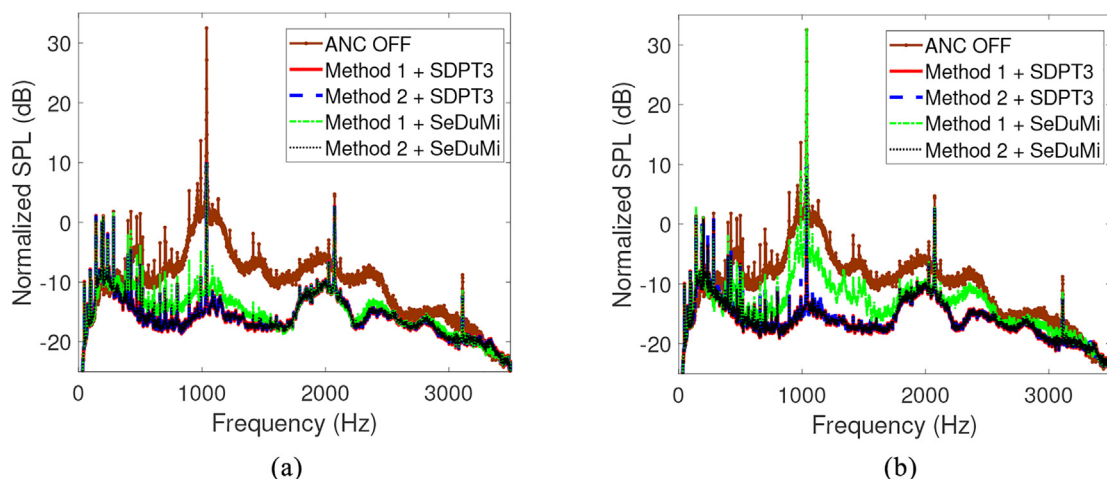 30
20
10
0
-10
-20
Normalized SPL (dB)
ANC OFF
Method 1 + SDPT3
Method 2 + SDPT3
Method 1 + SeDuMi
Method 2 + SeDuMi
0 1000 2000 3000
Frequency (Hz)
(a)
30
20
10
0
-10
-20
Normalized SPL (dB)
ANC OFF
Method 1 + SDPT3
Method 2 + SDPT3
Method 1 + SeDuMi
Method 2 + SeDuMi
0 1000 2000 3000
Frequency (Hz)
(b)